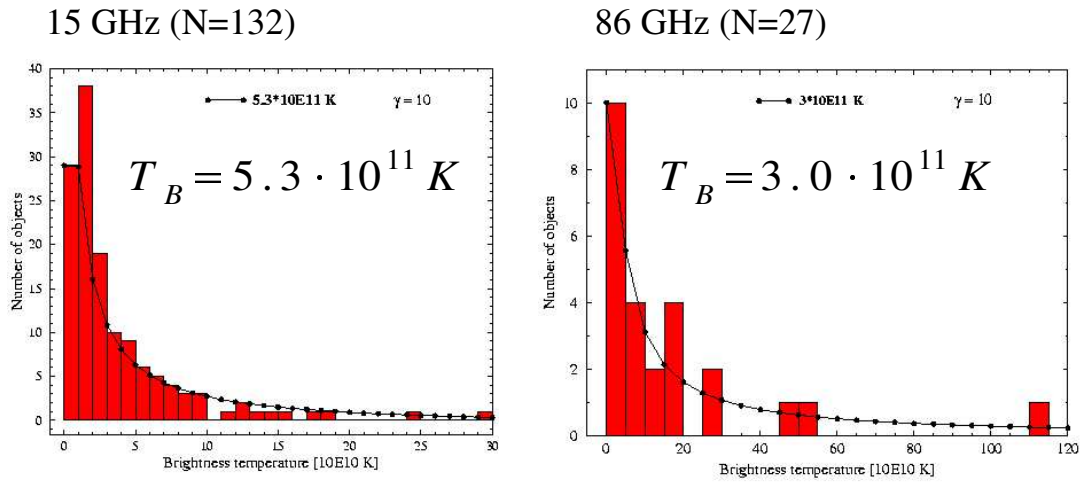 15 GHz (N=132)
86 GHz (N=27)
40
35
30
25
20
15
10
5
0
Number of objects
5.3*10E11 K
γ = 10
T_B = 5 . 3 · 10^11 K
0
5
10
15
20
25
30
Brightness temperature [10E10 K]
10
8
6
4
2
0
Number of objects
3*10E11 K
γ = 10
T_B = 3 . 0 · 10^11 K
0
20
40
60
80
100
120
Brightness temperature [10E10 K]